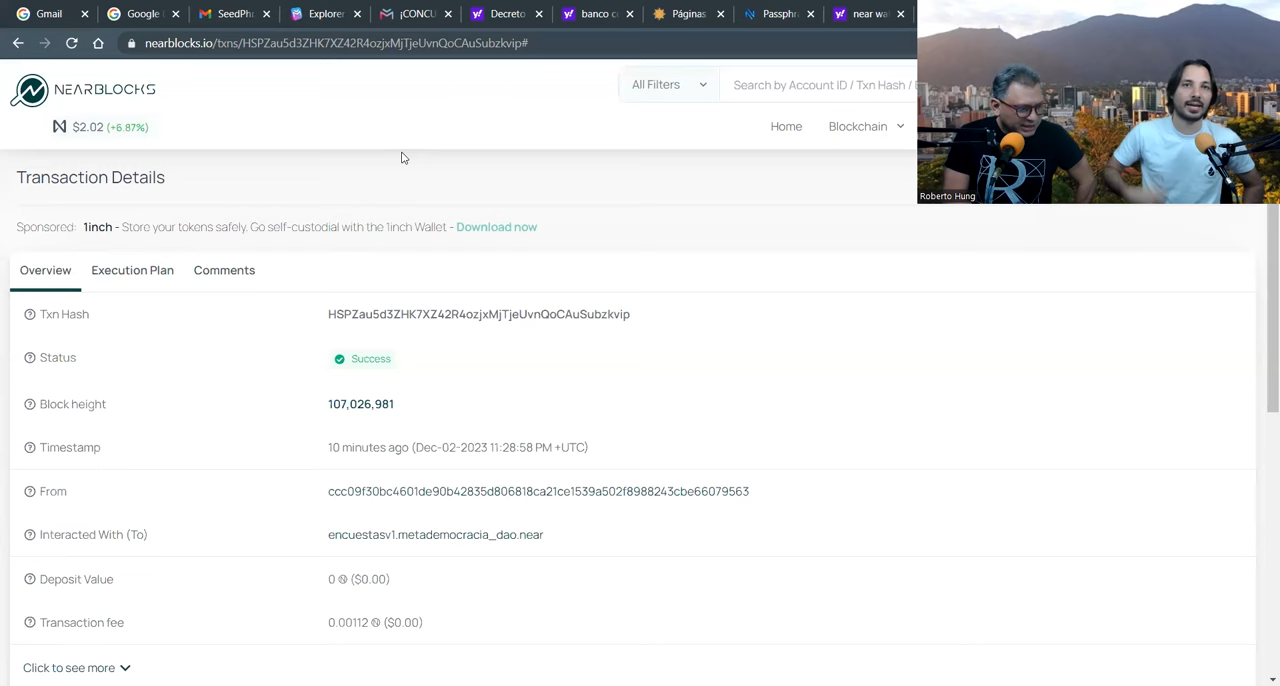 Gmail
Google
SeedPh
Explorer
¡CONCU
Decreto
banco c
Páginas
Passphr
near wa
nearblocks.io/txns/HSPZau5d3ZHK7XZ42R4ozjxMjTjeUvnQoCAuSubzkvip#
NEARBLOCKS
All Filters
Search by Account ID / Txn Hash /
$2.02 (+6.87%)
Home
Blockchain
Roberto Hung
Transaction Details
Sponsored: 1inch - Store your tokens safely. Go self-custodial with the 1inch Wallet - Download now
Overview
Execution Plan
Comments
Txn Hash
HSPZau5d3ZHK7XZ42R4ozjxMjTjeUvnQoCAuSubzkvip
Status
Success
Block height
107,026,981
Timestamp
10 minutes ago (Dec-02-2023 11:28:58 PM +UTC)
From
ccc09f30bc4601de90b42835d806818ca21ce1539a502f8988243cbe66079563
Interacted With (To)
encuestasv1.metademocracia_dao.near
Deposit Value
0 Ⓝ ($0.00)
Transaction fee
0.00112 Ⓝ ($0.00)
Click to see more